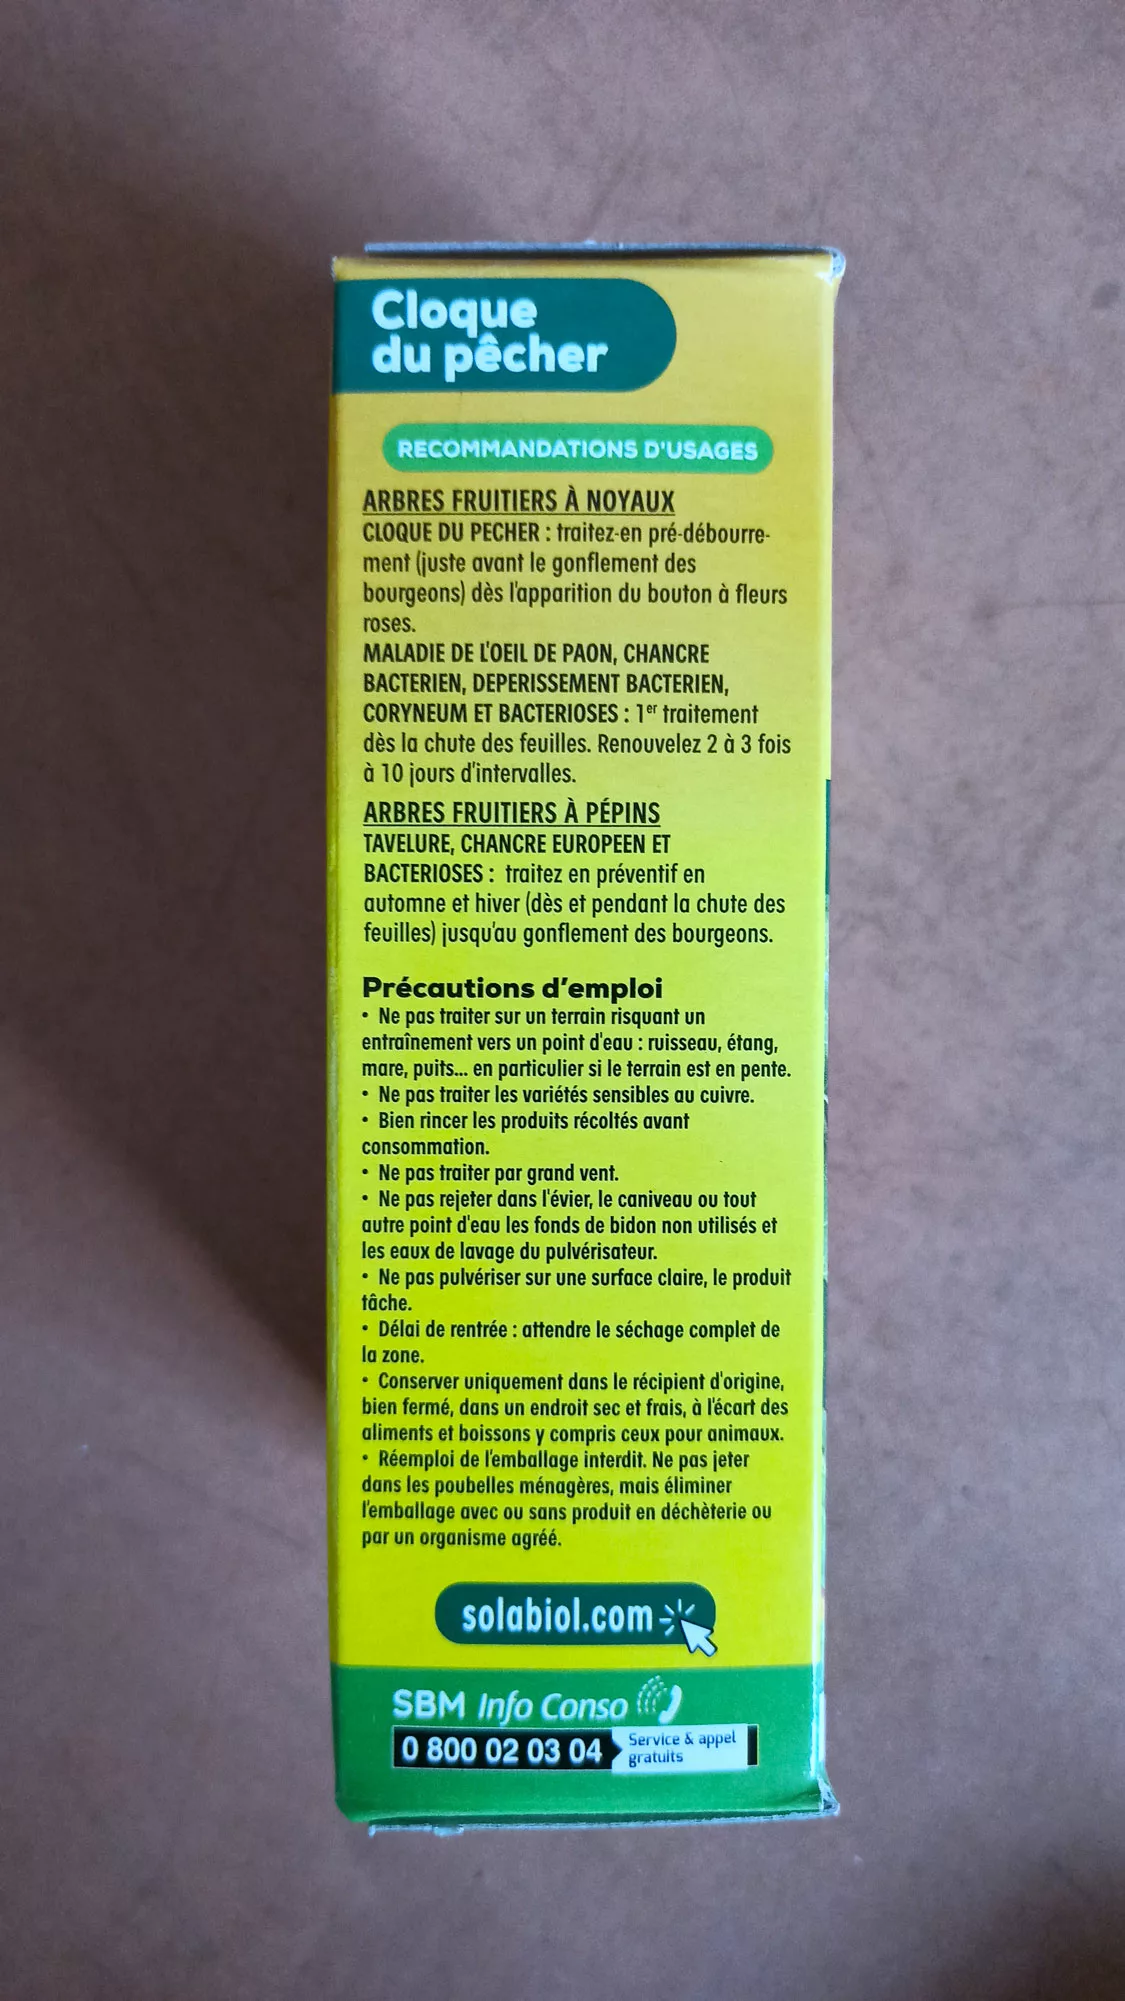 Cloque
du pêcher
RECOMMANDATIONS D'USAGES
ARBRES FRUITIERS À NOYAUX
CLOQUE DU PECHER : traitez-en pré-débourre-
ment (juste avant le gonflement des
bourgeons) dès l'apparition du bouton à fleurs
roses.
MALADIE DE L'OEIL DE PAON, CHANCRE
BACTERIEN, DEPERISSEMENT BACTERIEN,
CORYNEUM ET BACTERIOSES : 1er traitement
dès la chute des feuilles. Renouvelez 2 à 3 fois
à 10 jours d'intervalles.
ARBRES FRUITIERS À PÉPINS
TAVELURE, CHANCRE EUROPEEN ET
BACTERIOSES : traitez en préventif en
automne et hiver (dès et pendant la chute des
feuilles) jusqu'au gonflement des bourgeons.
Précautions d'emploi
• Ne pas traiter sur un terrain risquant un
entraînement vers un point d'eau : ruisseau, étang,
mare, puits... en particulier si le terrain est en pente.
• Ne pas traiter les variétés sensibles au cuivre.
• Bien rincer les produits récoltés avant
consommation.
• Ne pas traiter par grand vent.
• Ne pas rejeter dans l'évier, le caniveau ou tout
autre point d'eau les fonds de bidon non utilisés et
les eaux de lavage du pulvérisateur.
• Ne pas pulvériser sur une surface claire, le produit
tâche.
• Délai de rentrée : attendre le séchage complet de
la zone.
• Conserver uniquement dans le récipient d'origine,
bien fermé, dans un endroit sec et frais, à l'écart des
aliments et boissons y compris ceux pour animaux.
• Réemploi de l'emballage interdit. Ne pas jeter
dans les poubelles ménagères, mais éliminer
l'emballage avec ou sans produit en déchèterie ou
par un organisme agréé.
solabiol.com
SBM Info Conso
0 800 02 03 04 Service & appel
gratuits